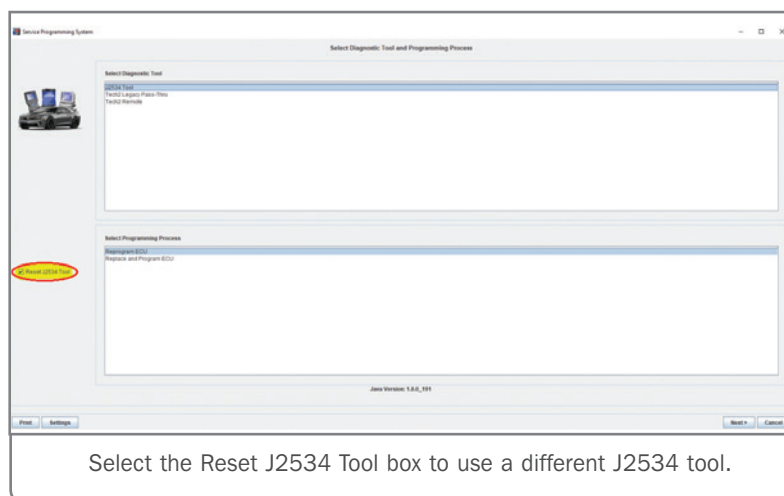 Service Programming System
Select Diagnostic Tool and Programming Process
Select Diagnostic Tool
J2534 Tool
Tech2 Legacy Pass-Thru
Tech2 Remote
Select Programming Process
Reprogram ECU
Replace and Program ECU
Reset J2534 Tool
Java Version: 1.8.0_191
Print Settings Next > Cancel
Select the Reset J2534 Tool box to use a different J2534 tool.